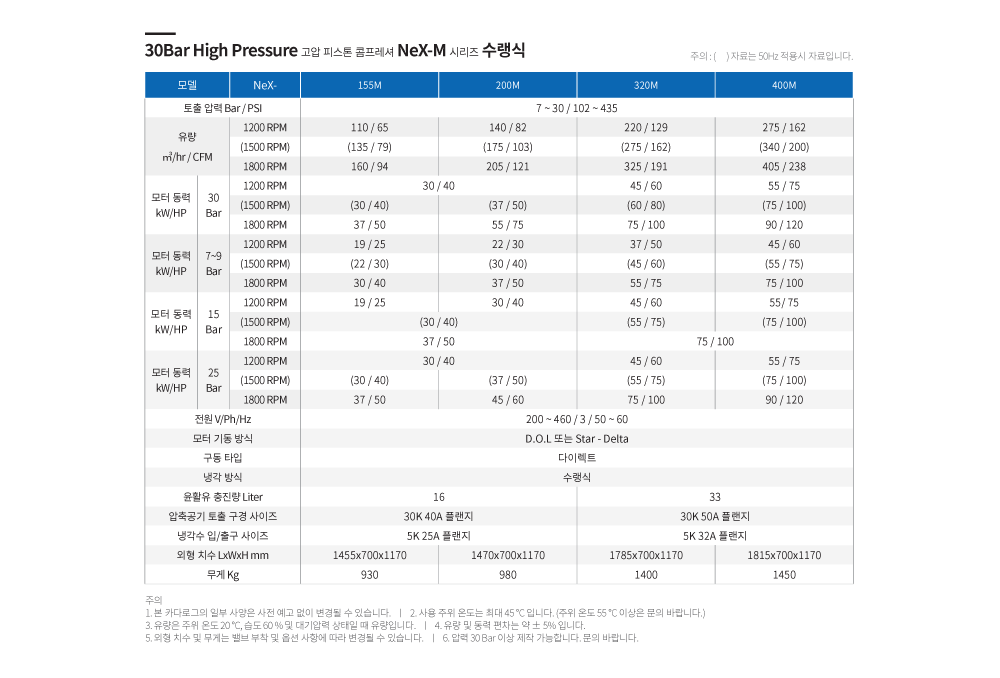 30Bar High Pressure 고압 피스톤 콤프레셔 NeX-M 시리즈 수랭식
주의 : ( ) 자료는 50Hz 적용시 자료입니다.
모델 NeX- 155M 200M 320M 400M
토출 압력 Bar / PSI 7 ~ 30 / 102 ~ 435
유량 ㎥/hr / CFM
1200 RPM 110 / 65 140 / 82 220 / 129 275 / 162
(1500 RPM) (135 / 79) (175 / 103) (275 / 162) (340 / 200)
1800 RPM 160 / 94 205 / 121 325 / 191 405 / 238
모터 동력 kW/HP 30 Bar
1200 RPM 30 / 40 45 / 60 55 / 75
(1500 RPM) (30 / 40) (37 / 50) (60 / 80) (75 / 100)
1800 RPM 37 / 50 55 / 75 75 / 100 90 / 120
모터 동력 kW/HP 7~9 Bar
1200 RPM 19 / 25 22 / 30 37 / 50 45 / 60
(1500 RPM) (22 / 30) (30 / 40) (45 / 60) (55 / 75)
1800 RPM 30 / 40 37 / 50 55 / 75 75 / 100
모터 동력 kW/HP 15 Bar
1200 RPM 19 / 25 30 / 40 45 / 60 55/ 75
(1500 RPM) (30 / 40) (55 / 75) (75 / 100)
1800 RPM 37 / 50 75 / 100
모터 동력 kW/HP 25 Bar
1200 RPM 30 / 40 45 / 60 55 / 75
(1500 RPM) (30 / 40) (37 / 50) (55 / 75) (75 / 100)
1800 RPM 37 / 50 45 / 60 75 / 100 90 / 120
전원 V/Ph/Hz 200 ~ 460 / 3 / 50 ~ 60
모터 기동 방식 D.O.L 또는 Star - Delta
구동 타입 다이렉트
냉각 방식 수랭식
윤활유 충진량 Liter 16 33
압축공기 토출 구경 사이즈 30K 40A 플랜지 30K 50A 플랜지
냉각수 입/출구 사이즈 5K 25A 플랜지 5K 32A 플랜지
외형 치수 LxWxH mm 1455x700x1170 1470x700x1170 1785x700x1170 1815x700x1170
무게 Kg 930 980 1400 1450
주의
1. 본 카다로그의 일부 사양은 사전 예고 없이 변경될 수 있습니다. | 2. 사용 주위 온도는 최대 45 ℃ 입니다. (주위 온도 55 ℃ 이상은 문의 바랍니다.)
3. 유량은 주위 온도 20 ℃, 습도 60 % 및 대기압력 상태일 때 유량입니다. | 4. 유량 및 동력 편차는 약 ± 5% 입니다.
5. 외형 치수 및 무게는 밸브 부착 및 옵션 사항에 따라 변경될 수 있습니다. | 6. 압력 30 Bar 이상 제작 가능합니다. 문의 바랍니다.